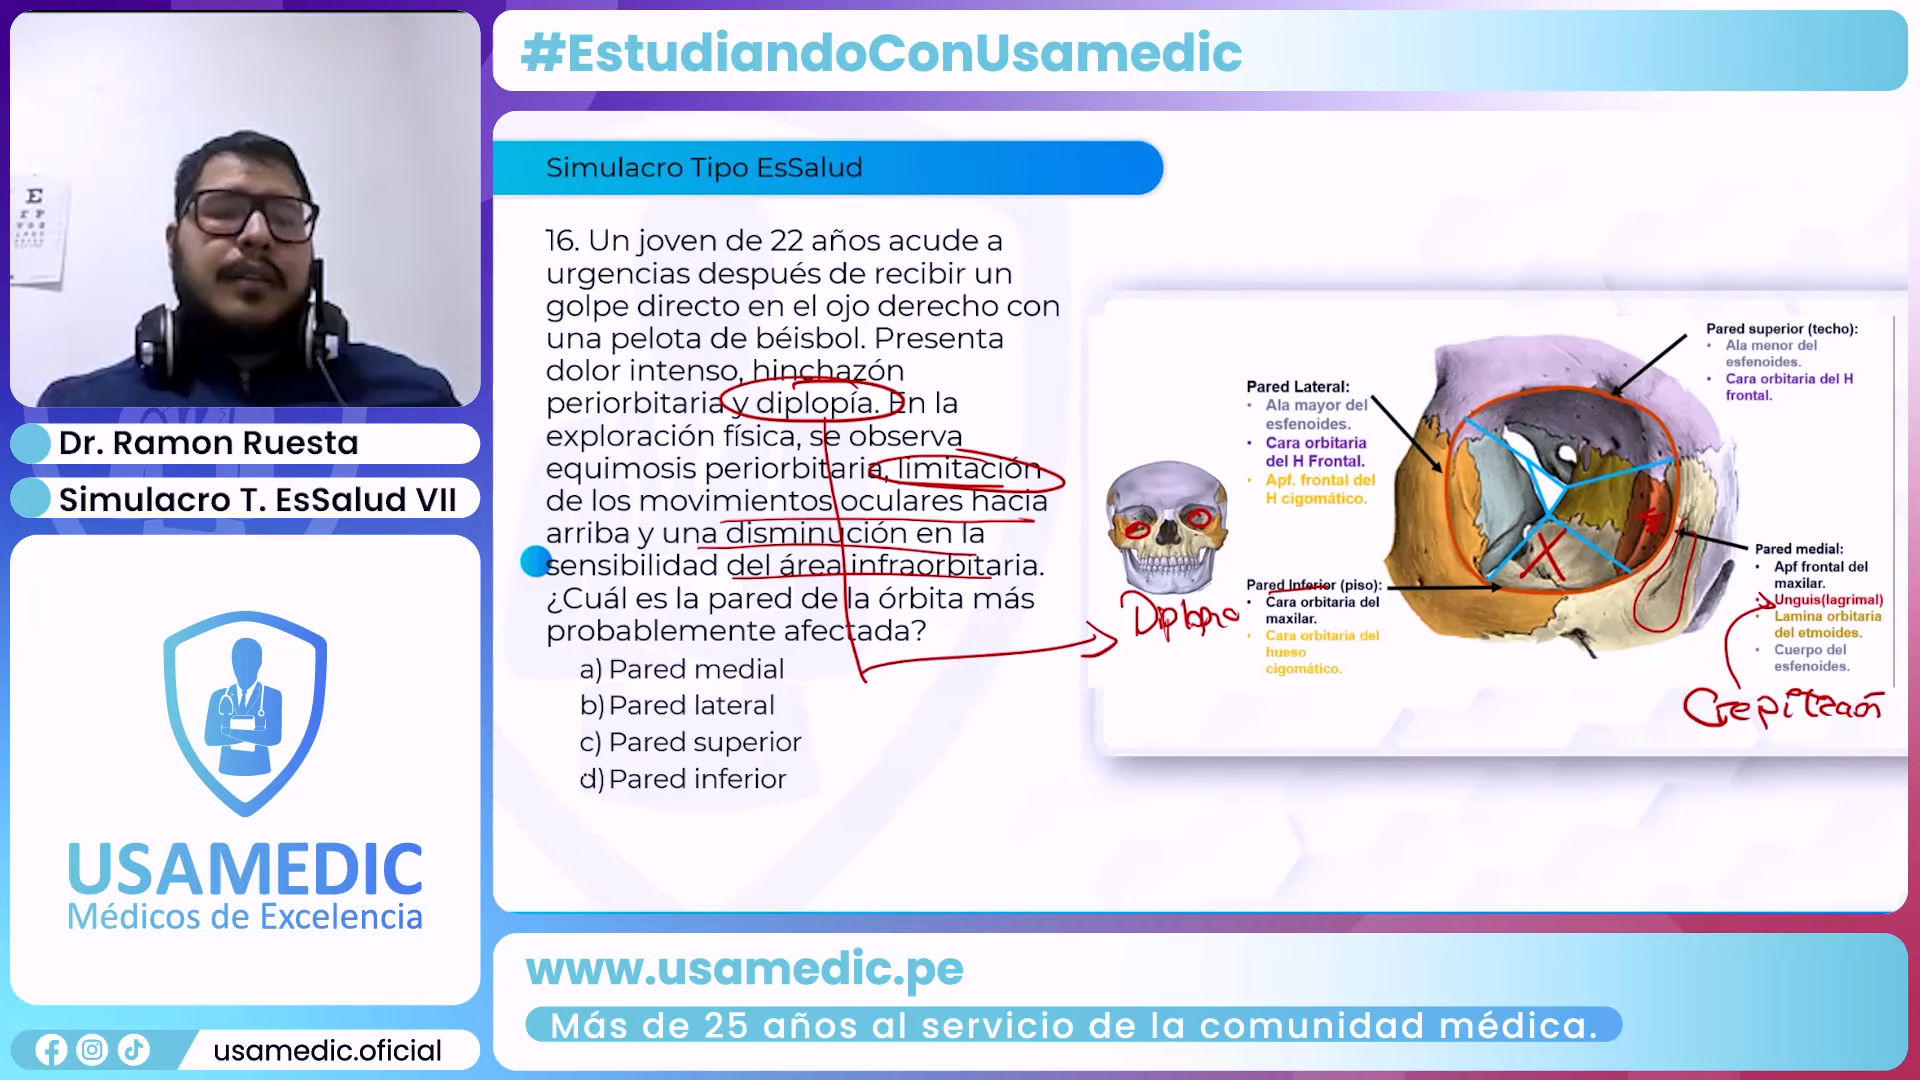 #EstudiandoConUsamedic
Simulacro Tipo EsSalud
16. Un joven de 22 años acude a
urgencias después de recibir un
golpe directo en el ojo derecho con
una pelota de béisbol. Presenta
dolor intenso, hinchazón
periorbitaria y diplopía. En la
exploración física, se observa
equimosis periorbitaria, limitación
de los movimientos oculares hacia
arriba y una disminución en la
sensibilidad del área infraorbitaria.
¿Cuál es la pared de la órbita más
probablemente afectada?
a) Pared medial
b) Pared lateral
c) Pared superior
d) Pared inferior
Pared superior (techo):
• Ala menor del
esfenoides.
• Cara orbitaria del H
frontal.
Pared Lateral:
• Ala mayor del
esfenoides.
• Cara orbitaria
del H Frontal.
• Apf. frontal del
H cigomático.
Pared Inferior (piso):
• Cara orbitaria del
maxilar.
• Cara orbitaria del
hueso
cigomático.
Pared medial:
• Apf frontal del
maxilar.
• Unguis(lagrimal)
• Lamina orbitaria
del etmoides.
• Cuerpo del
esfenoides.
E
Dr. Ramon Ruesta
Simulacro T. EsSalud VII
USAMEDIC
Médicos de Excelencia
usamedic.oficial
www.usamedic.pe
Más de 25 años al servicio de la comunidad médica.